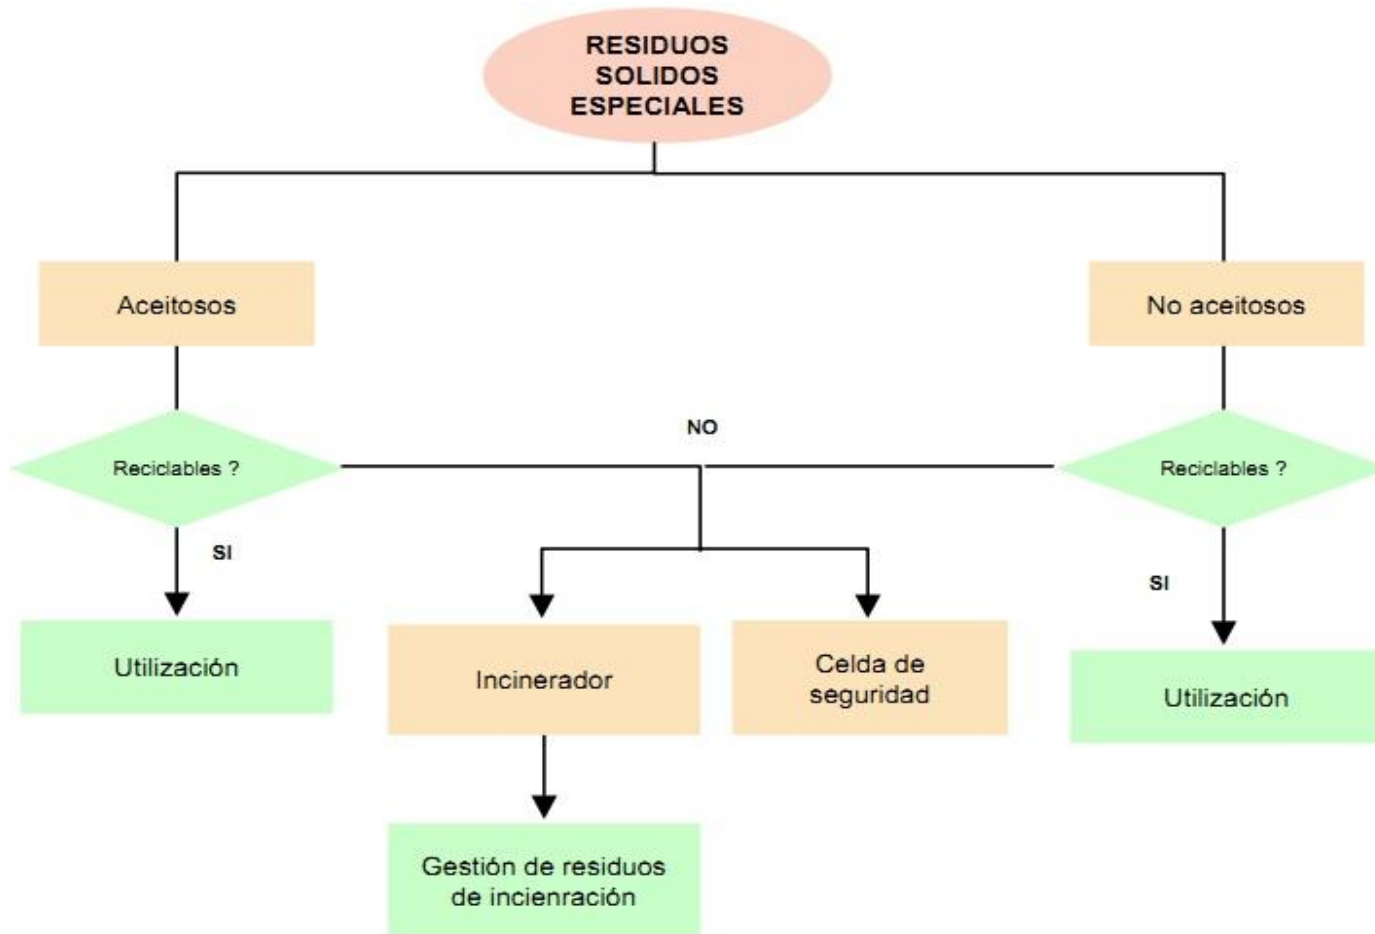 RESIDUOS
SOLIDOS
ESPECIALES
Aceitosos
No aceitosos
NO
Reciclables ?
Reciclables ?
SI
SI
Utilización
Incinerador
Celda de
seguridad
Utilización
Gestión de residuos
de incienración